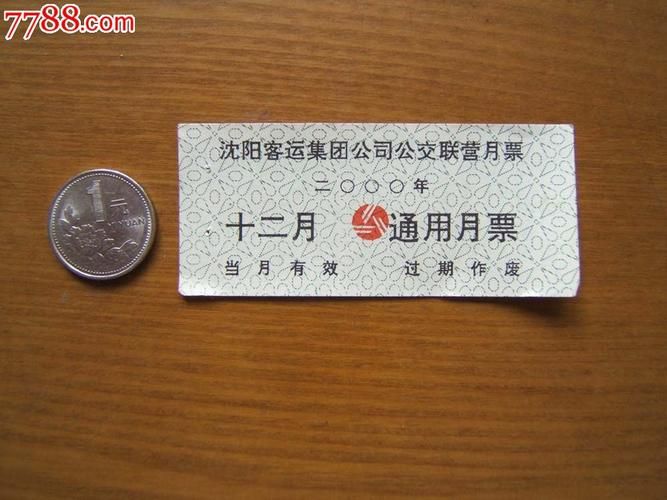 7788.com
沈阳客运集团公司公交联营月票
二〇〇〇年
十二月 通用月票
当月有效 过期作废
1元
YUAN